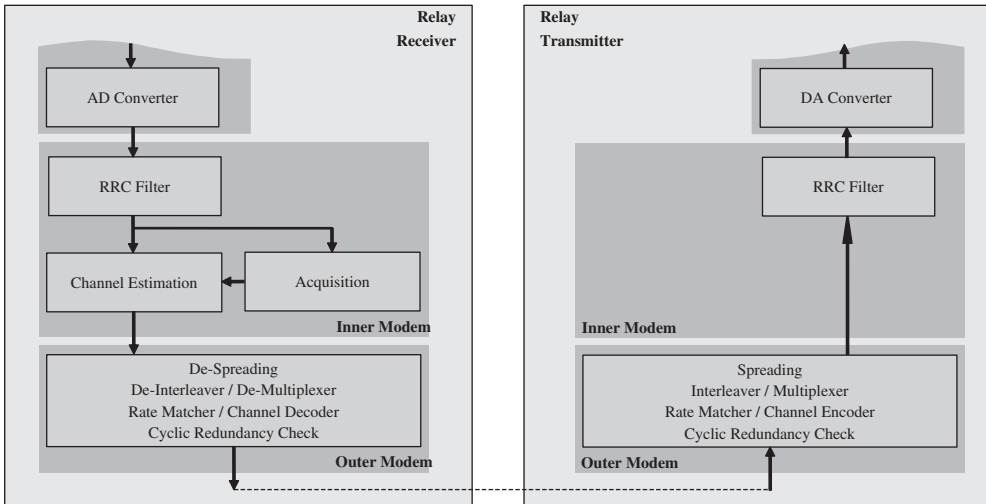 Relay
Receiver
AD Converter
RRC Filter
Channel Estimation
Acquisition
Inner Modem
De-Spreading
De-Interleaver / De-Multiplexer
Rate Matcher / Channel Decoder
Cyclic Redundancy Check
Outer Modem
Relay
Transmitter
DA Converter
RRC Filter
Inner Modem
Spreading
Interleaver / Multiplexer
Rate Matcher / Channel Encoder
Cyclic Redundancy Check
Outer Modem